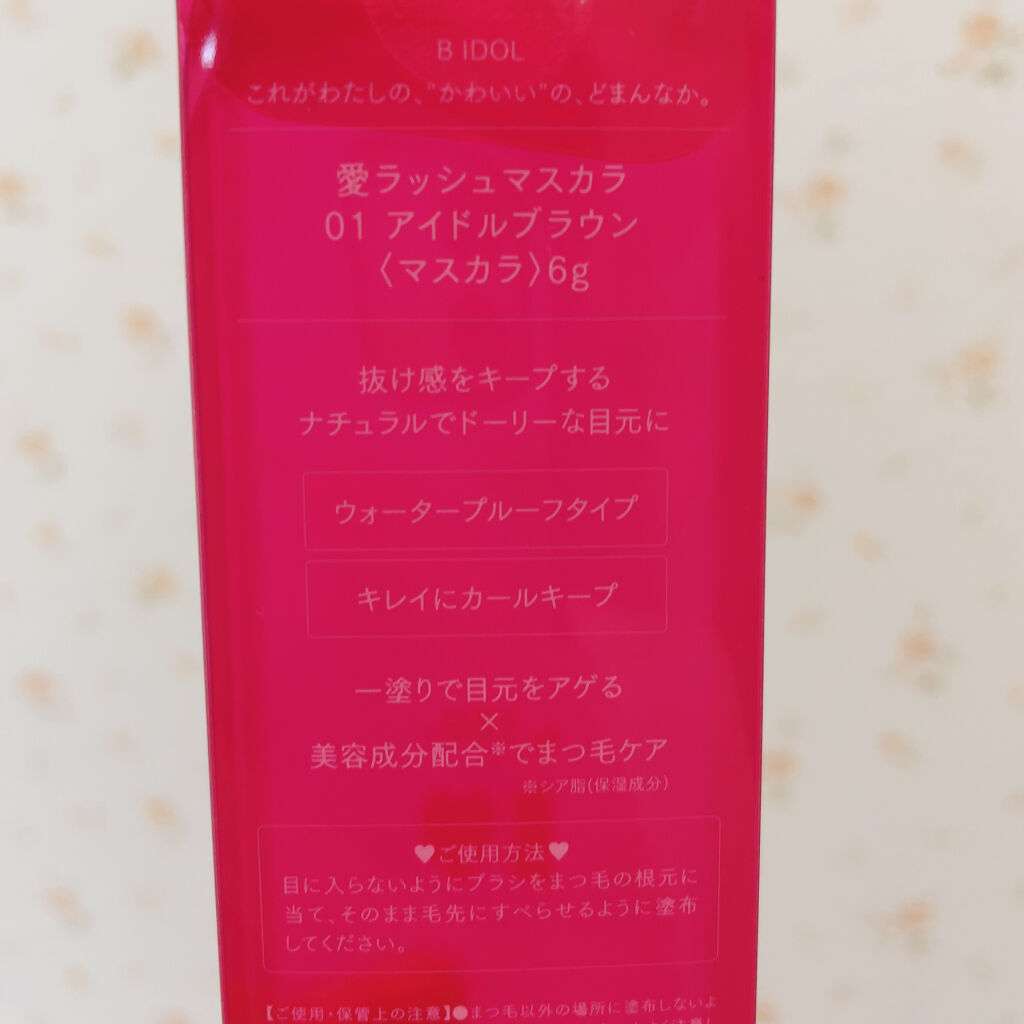 B IDOL
これがわたしの、"かわいい"の、どまんなか。
愛ラッシュマスカラ
01 アイドルブラウン
〈マスカラ〉6g
抜け感をキープする
ナチュラルでドーリーな目元に
ウォータープルーフタイプ
キレイにカールキープ
一塗りで目元をアゲる
×
美容成分配合※でまつ毛ケア
※シア脂(保湿成分)
♥ご使用方法♥
目に入らないようにブラシをまつ毛の根元に
当て、そのまま毛先にすべらせるように塗布
してください。
【ご使用・保管上の注意】●まつ毛以外の場所に塗布しないよ